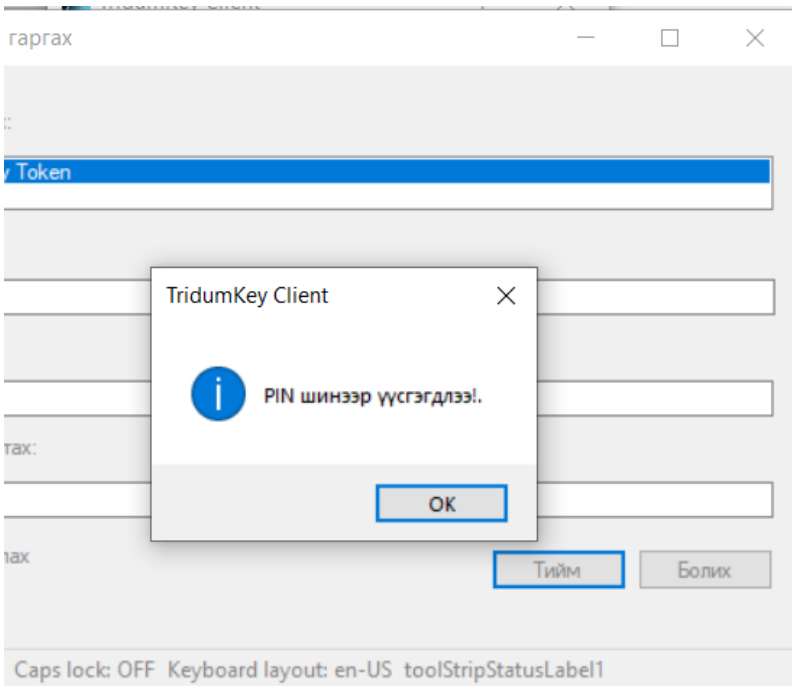 гаргах
Token
TridumKey Client
PIN шинээр үүсгэгдлээ!.
тах:
OK
лах
Тийм
Болих
Caps lock: OFF Keyboard layout: en-US toolStripStatusLabel1